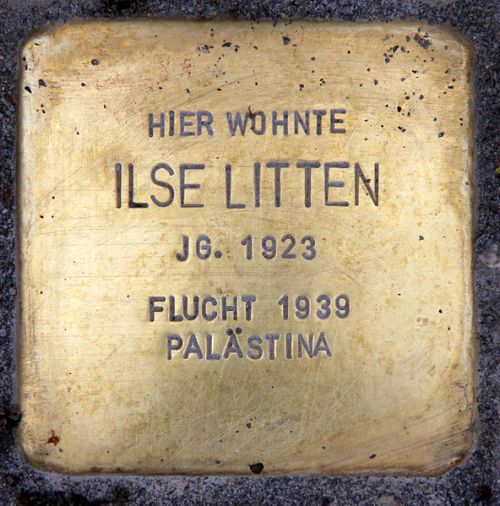 HIER WOHNTE
ILSE LITTEN
JG. 1923
FLUCHT 1939
PALÄSTINA